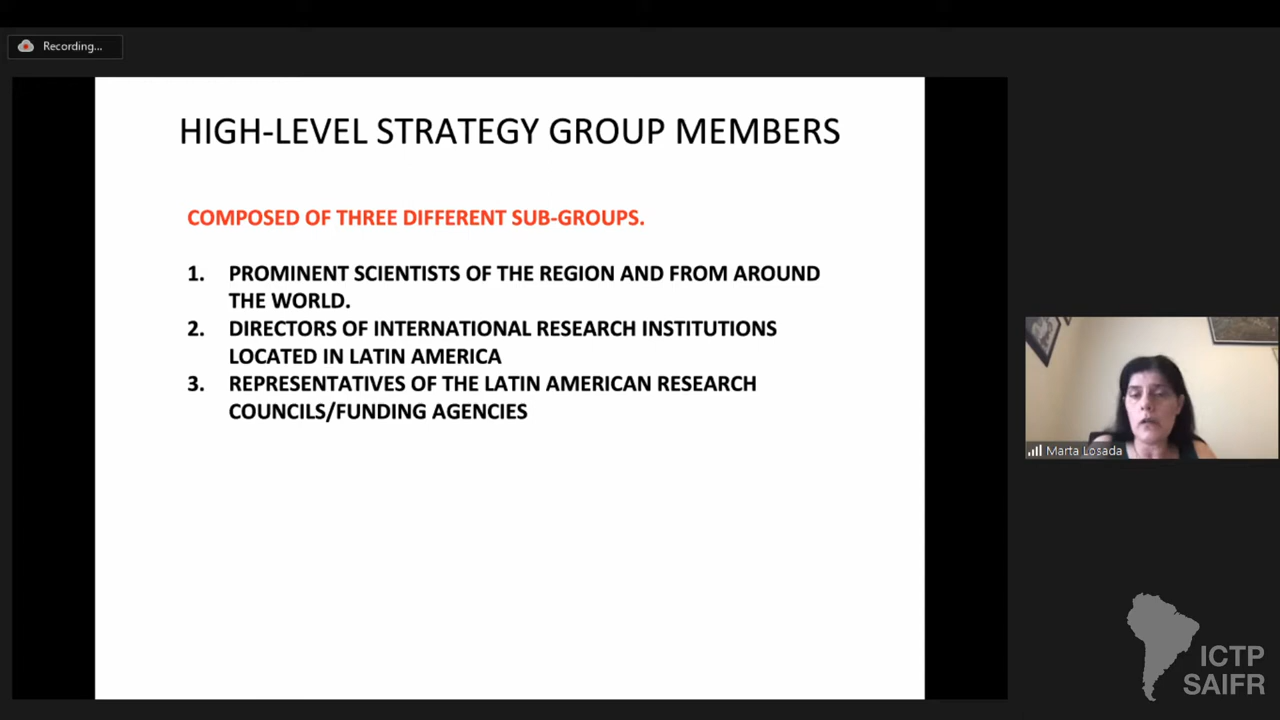 Recording...
HIGH-LEVEL STRATEGY GROUP MEMBERS
COMPOSED OF THREE DIFFERENT SUB-GROUPS.
1. PROMINENT SCIENTISTS OF THE REGION AND FROM AROUND
THE WORLD.
2. DIRECTORS OF INTERNATIONAL RESEARCH INSTITUTIONS
LOCATED IN LATIN AMERICA
3. REPRESENTATIVES OF THE LATIN AMERICAN RESEARCH
COUNCILS/FUNDING AGENCIES
Marta Losada
ICTP
SAIFR